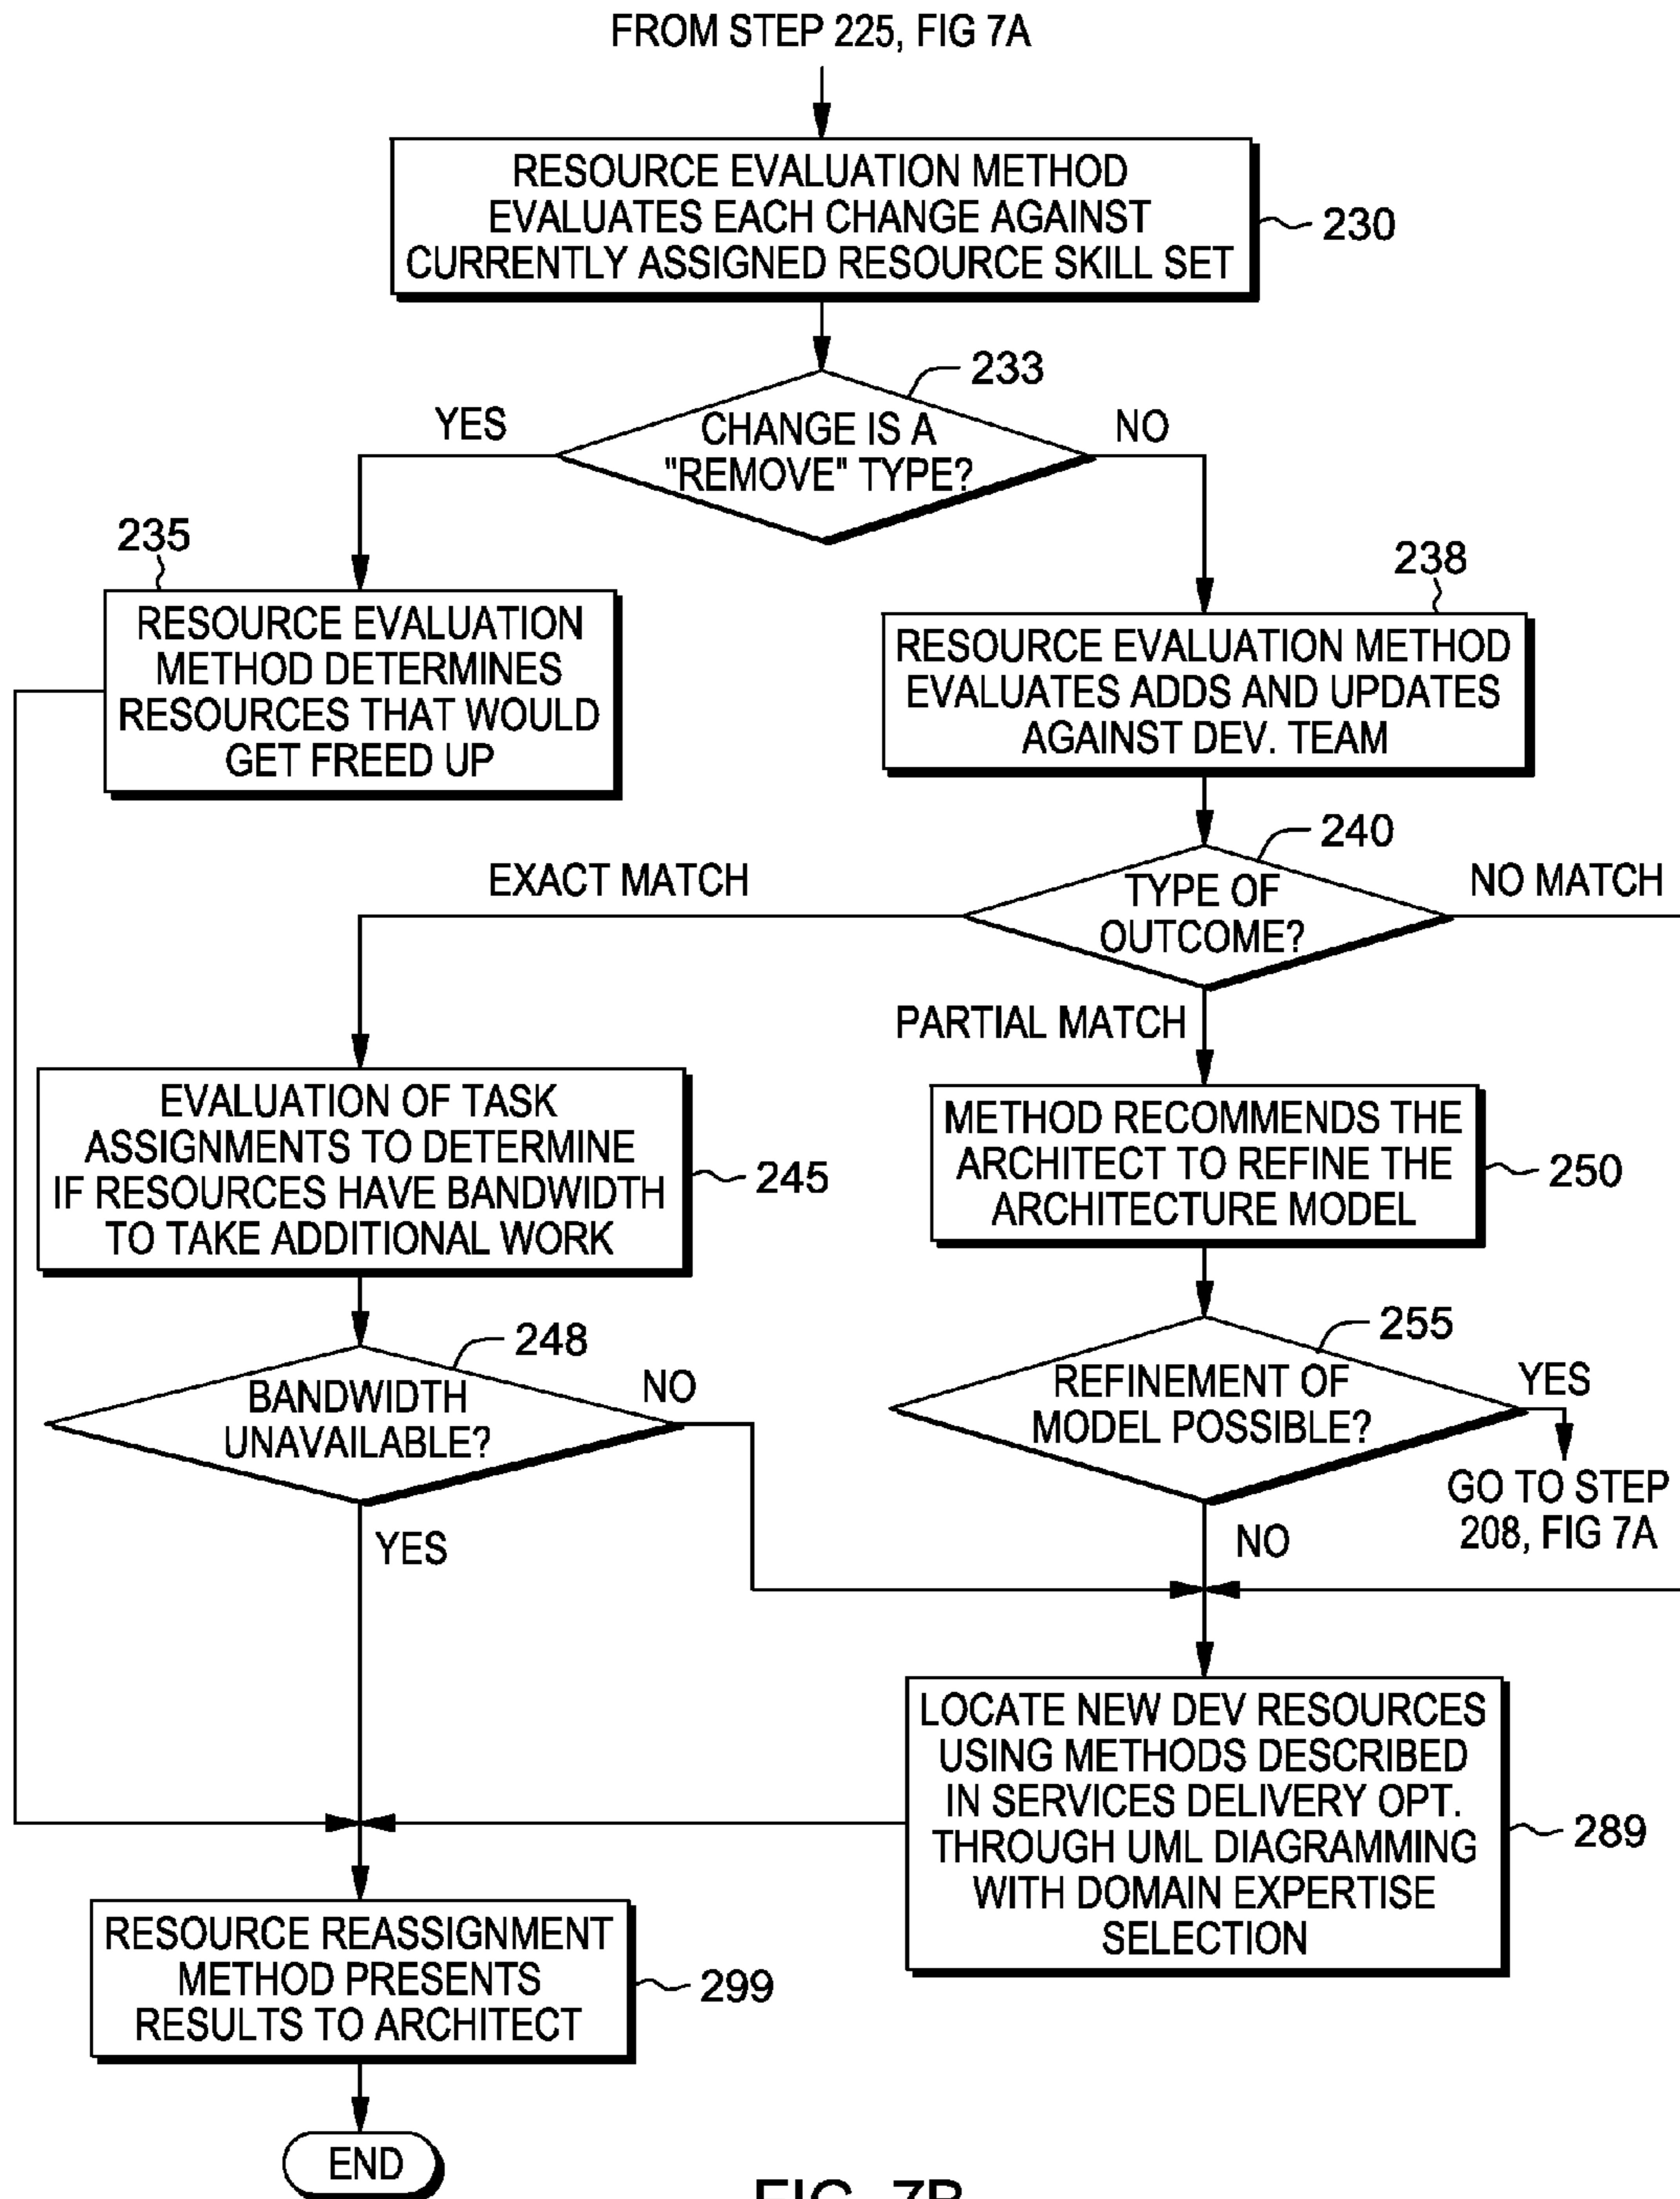 FROM STEP 225, FIG 7A
RESOURCE EVALUATION METHOD
EVALUATES EACH CHANGE AGAINST
CURRENTLY ASSIGNED RESOURCE SKILL SET
230
233
CHANGE IS A
"REMOVE" TYPE?
YES
NO
235
RESOURCE EVALUATION
METHOD DETERMINES
RESOURCES THAT WOULD
GET FREED UP
238
RESOURCE EVALUATION METHOD
EVALUATES ADDS AND UPDATES
AGAINST DEV. TEAM
240
TYPE OF
OUTCOME?
EXACT MATCH
NO MATCH
PARTIAL MATCH
EVALUATION OF TASK
ASSIGNMENTS TO DETERMINE
IF RESOURCES HAVE BANDWIDTH
TO TAKE ADDITIONAL WORK
245
METHOD RECOMMENDS THE
ARCHITECT TO REFINE THE
ARCHITECTURE MODEL
250
248
BANDWIDTH
UNAVAILABLE?
NO
YES
255
REFINEMENT OF
MODEL POSSIBLE?
YES
GO TO STEP
208, FIG 7A
NO
LOCATE NEW DEV RESOURCES
USING METHODS DESCRIBED
IN SERVICES DELIVERY OPT.
THROUGH UML DIAGRAMMING
WITH DOMAIN EXPERTISE
SELECTION
289
RESOURCE REASSIGNMENT
METHOD PRESENTS
RESULTS TO ARCHITECT
299
END
FIG. 7B